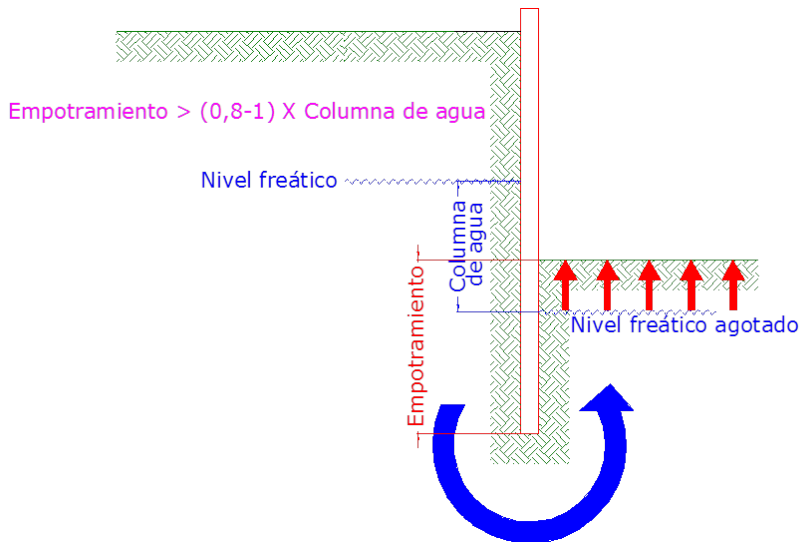 Empotramiento > (0,8-1) X Columna de agua
Nivel freático
Columna
de agua
Empotramiento
Nivel freático agotado